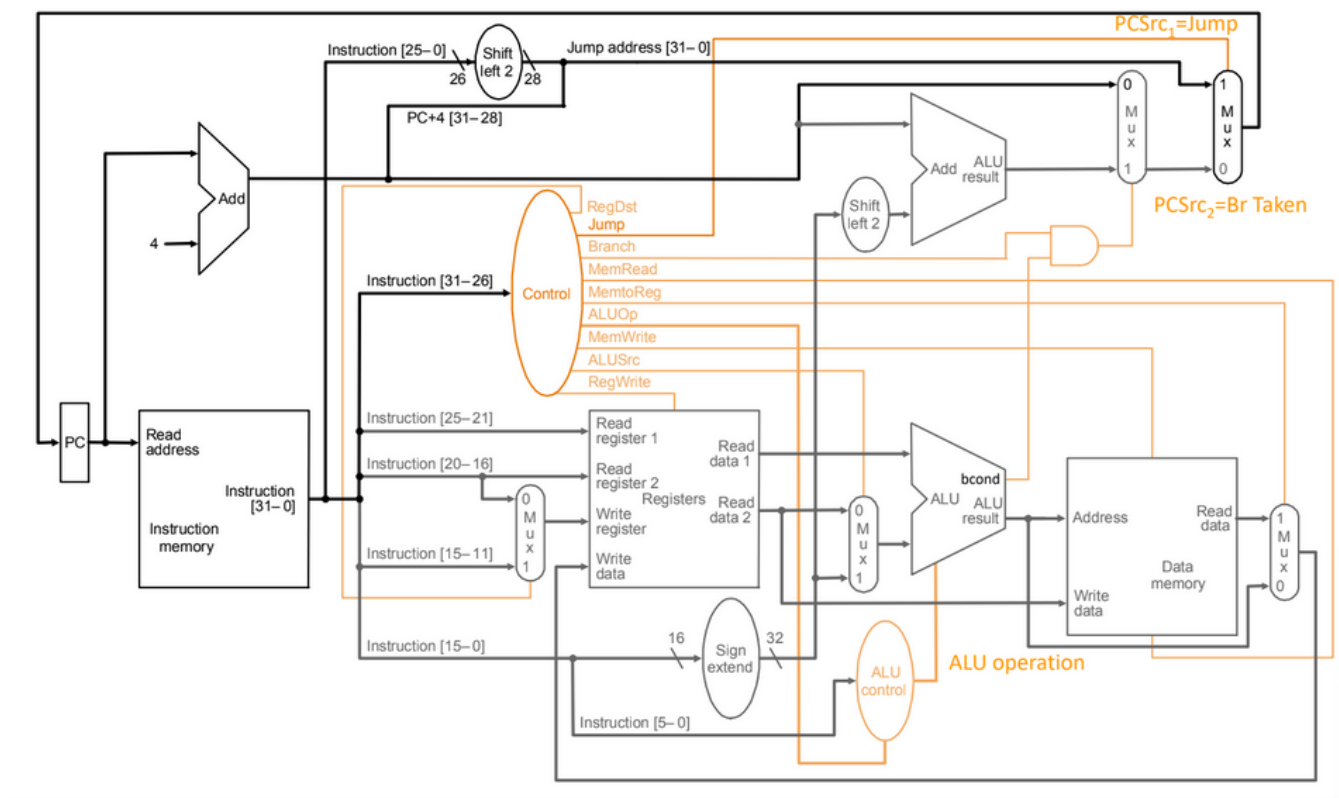 PCSrc1=Jump
Instruction [25–0]
26
Shift
left 2
28
Jump address [31–0]
PC+4 [31–28]
0
M
u
x
1
1
M
u
x
0
Add
Add
ALU
result
4
Shift
left 2
PCSrc2=Br Taken
RegDst
Jump
Branch
MemRead
MemtoReg
ALUOp
MemWrite
ALUSrc
RegWrite
Instruction [31–26]
Control
PC
Read
address
Instruction
[31–0]
Instruction
memory
Instruction [25–21]
Instruction [20–16]
Instruction [15–11]
0
M
u
x
1
Read
register 1
Read
register 2
Write
register
Write
data
Registers
Read
data 1
Read
data 2
0
M
u
x
1
bcond
ALU
ALU
result
Address
Write
data
Read
data
Data
memory
1
M
u
x
0
Instruction [15–0]
16
Sign
extend
32
ALU
control
ALU operation
Instruction [5–0]